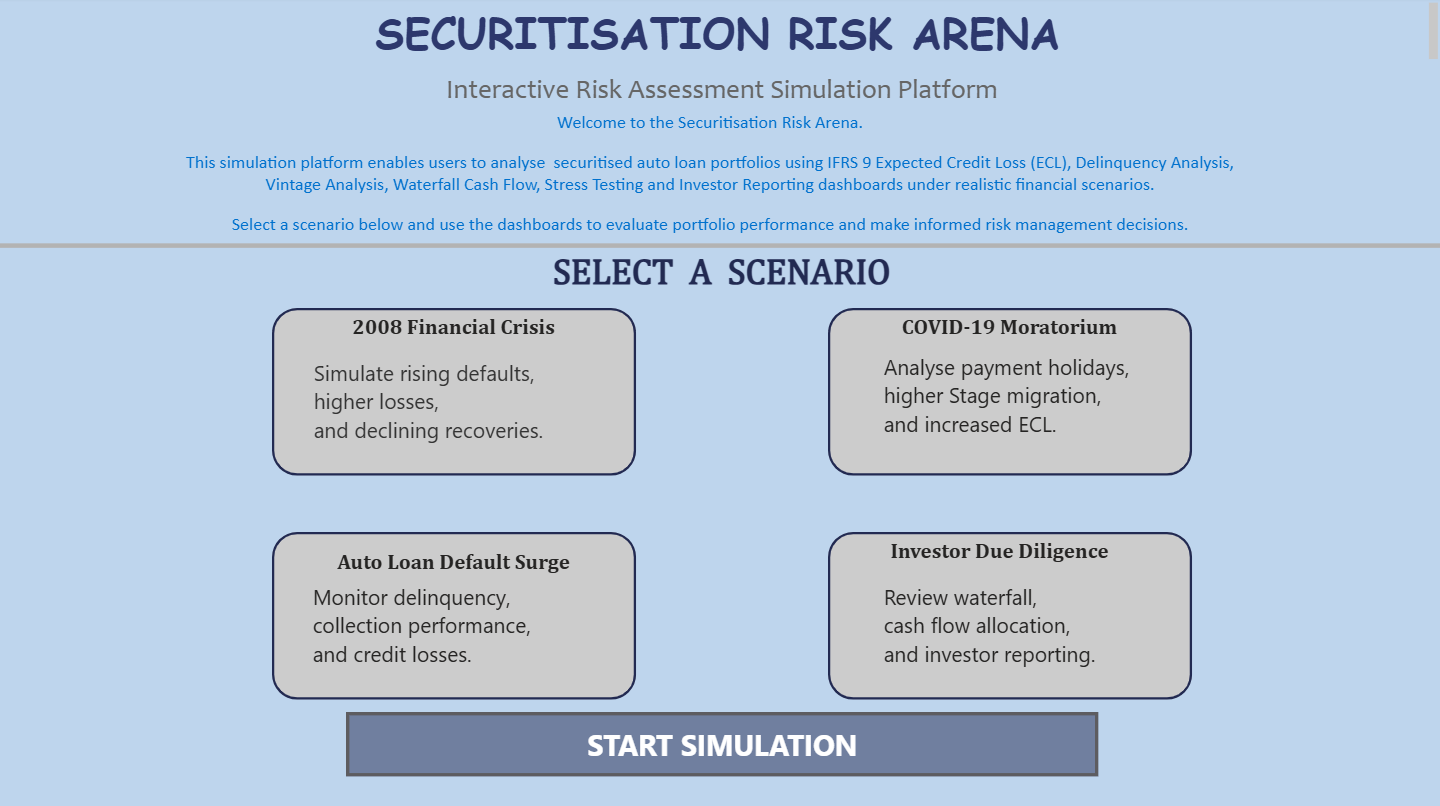 SECURITISATION RISK ARENA
Interactive Risk Assessment Simulation Platform
Welcome to the Securitisation Risk Arena.
This simulation platform enables users to analyse  securitised auto loan portfolios using IFRS 9 Expected Credit Loss (ECL), Delinquency Analysis,
Vintage Analysis, Waterfall Cash Flow, Stress Testing and Investor Reporting dashboards under realistic financial scenarios.
Select a scenario below and use the dashboards to evaluate portfolio performance and make informed risk management decisions.
SELECT A SCENARIO
2008 Financial Crisis
Simulate rising defaults,
higher losses,
and declining recoveries.
COVID-19 Moratorium
Analyse payment holidays,
higher Stage migration,
and increased ECL.
Auto Loan Default Surge
Monitor delinquency,
collection performance,
and credit losses.
Investor Due Diligence
Review waterfall,
cash flow allocation,
and investor reporting.
START SIMULATION